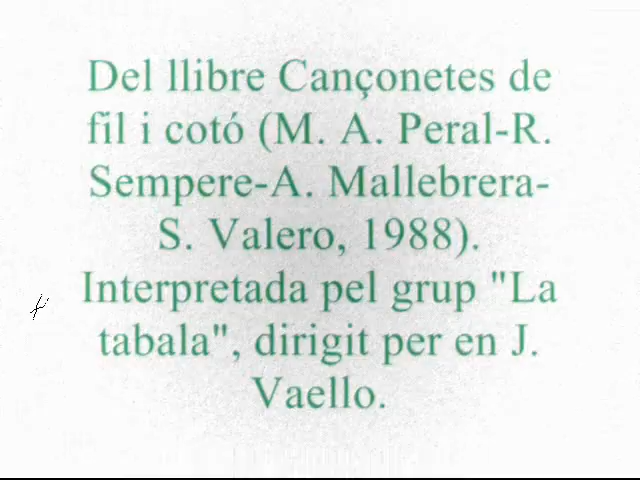 Del llibre Cançonetes de
fil i cotó (M. A. Peral-R.
Sempere-A. Mallebrera-
S. Valero, 1988).
Interpretada pel grup "La
tabala", dirigit per en J.
Vaello.